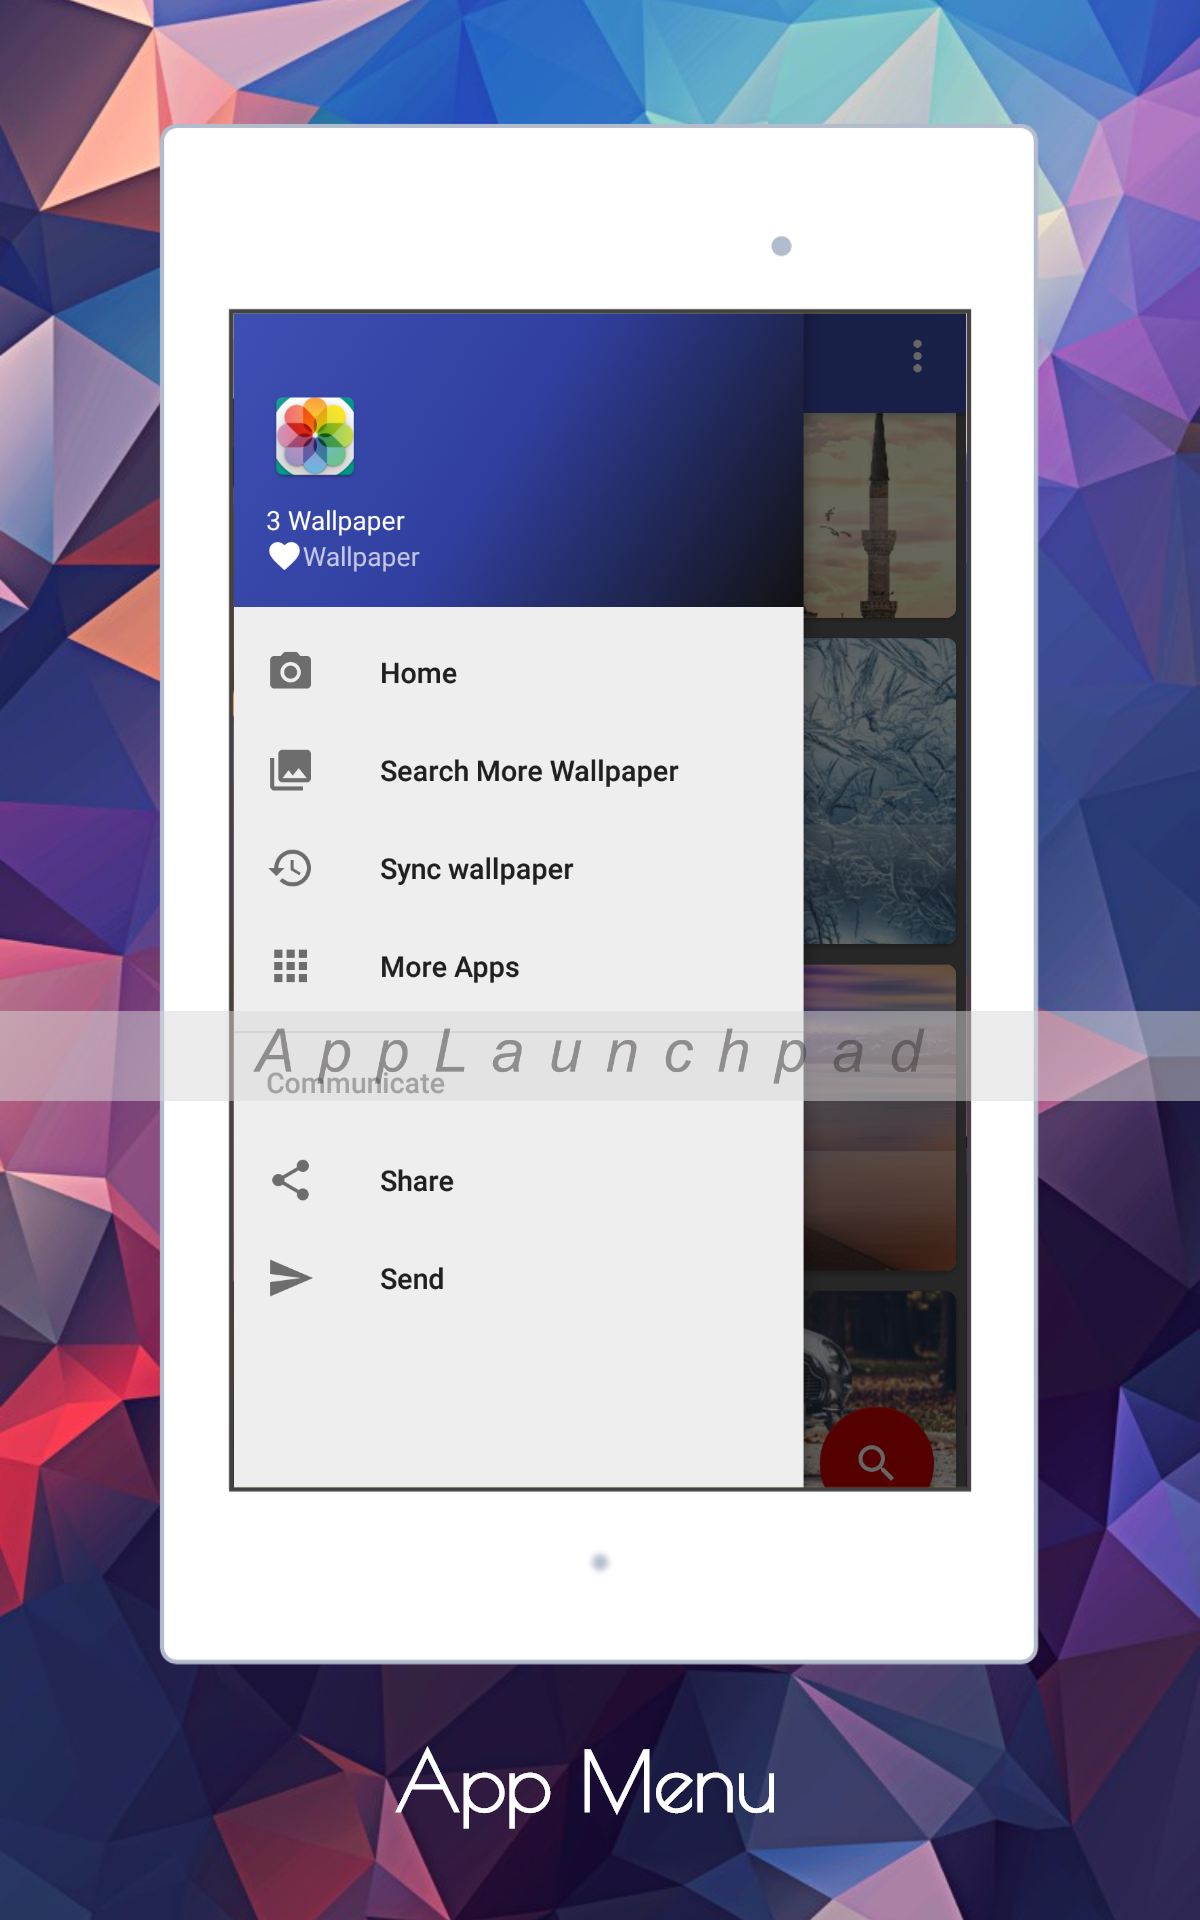 3 Wallpaper
Wallpaper
Home
Search More Wallpaper
Sync wallpaper
More Apps
AppLaunchpad
Communicate
Share
Send
App Menu